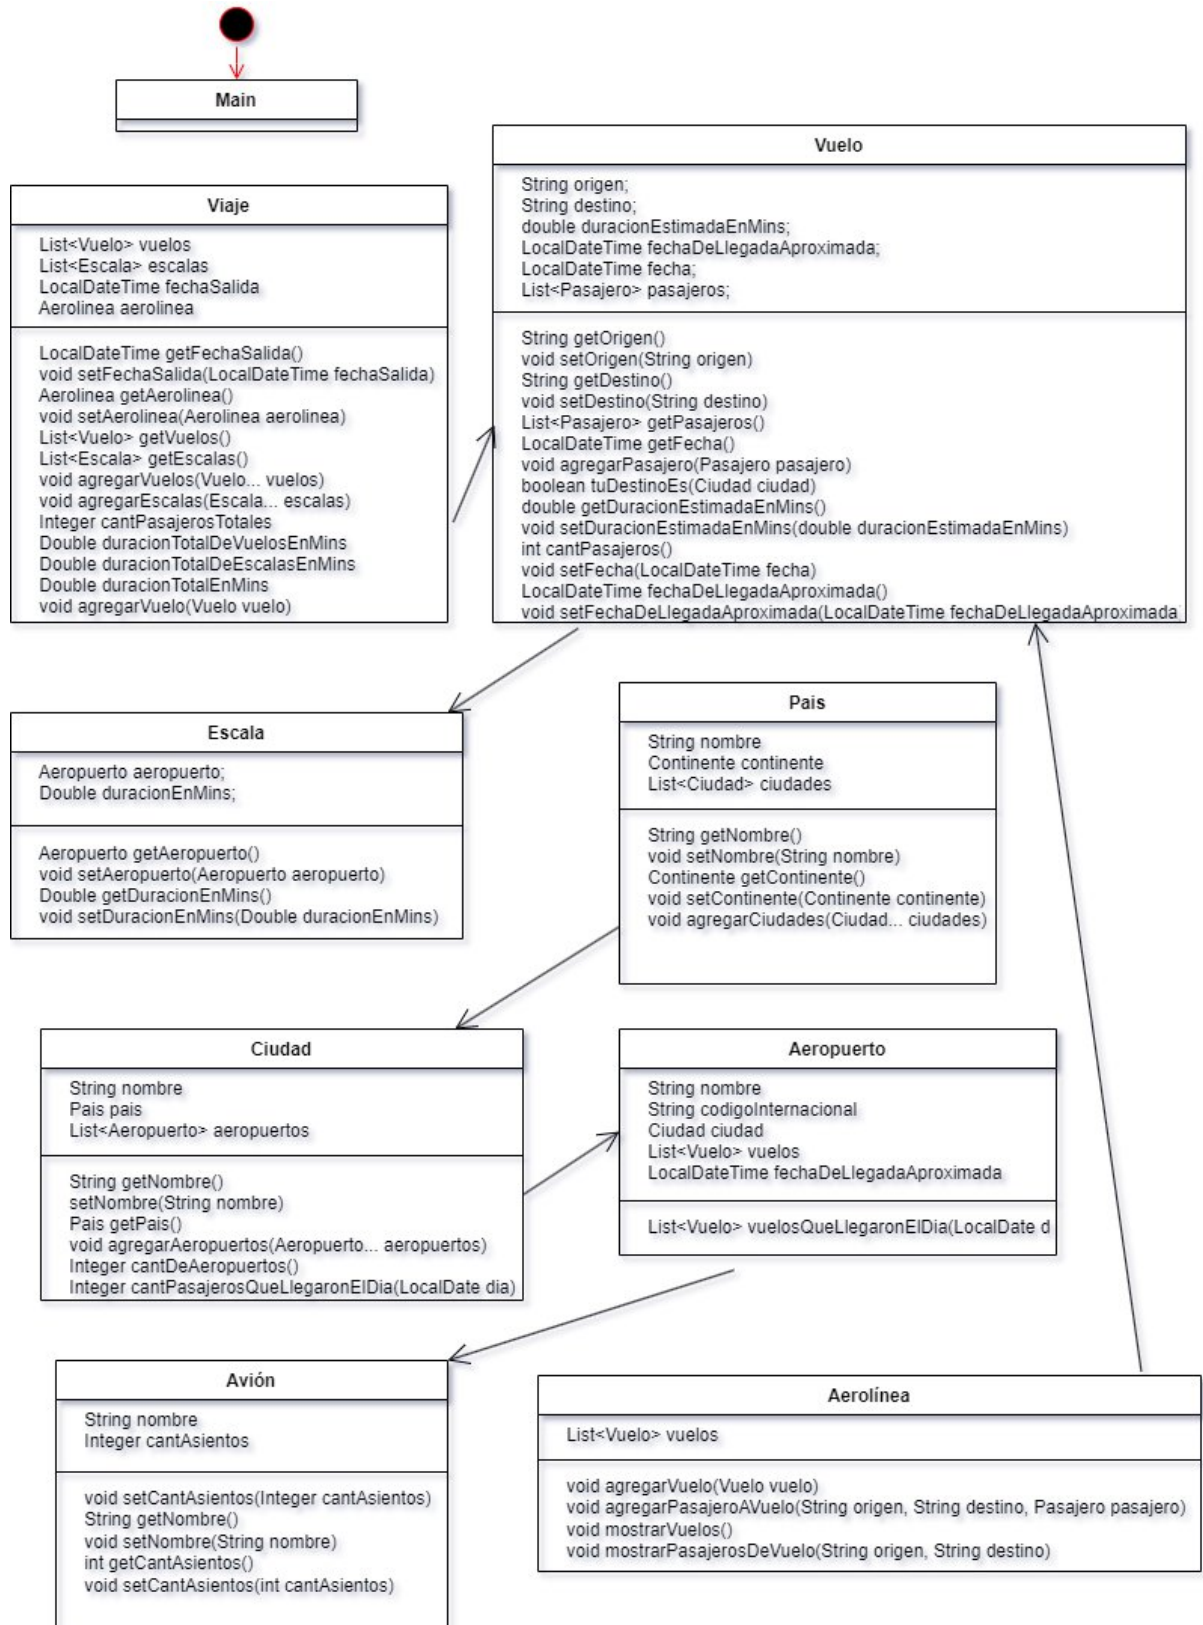 Main
Viaje
List<Vuelo> vuelos
List<Escala> escalas
LocalDateTime fechaSalida
Aerolinea aerolinea
LocalDateTime getFechaSalida()
void setFechaSalida(LocalDateTime fechaSalida)
Aerolinea getAerolinea()
void setAerolinea(Aerolinea aerolinea)
List<Vuelo> getVuelos()
List<Escala> getEscalas()
void agregarVuelos(Vuelo... vuelos)
void agregarEscalas(Escala... escalas)
Integer cantPasajerosTotales
Double duracionTotalDeVuelosEnMins
Double duracionTotalDeEscalasEnMins
Double duracionTotalEnMins
void agregarVuelo(Vuelo vuelo)
Vuelo
String origen;
String destino;
double duracionEstimadaEnMins;
LocalDateTime fechaDeLlegadaAproximada;
LocalDateTime fecha;
List<Pasajero> pasajeros;
String getOrigen()
void setOrigen(String origen)
String getDestino()
void setDestino(String destino)
List<Pasajero> getPasajeros()
LocalDateTime getFecha()
void agregarPasajero(Pasajero pasajero)
boolean tuDestinoEs(Ciudad ciudad)
double getDuracionEstimadaEnMins()
void setDuracionEstimadaEnMins(double duracionEstimadaEnMins)
int cantPasajeros()
void setFecha(LocalDateTime fecha)
LocalDateTime fechaDeLlegadaAproximada()
void setFechaDeLlegadaAproximada(LocalDateTime fechaDeLlegadaAproximada
Escala
Aeropuerto aeropuerto;
Double duracionEnMins;
Aeropuerto getAeropuerto()
void setAeropuerto(Aeropuerto aeropuerto)
Double getDuracionEnMins()
void setDuracionEnMins(Double duracionEnMins)
Pais
String nombre
Continente continente
List<Ciudad> ciudades
String getNombre()
void setNombre(String nombre)
Continente getContinente()
void setContinente(Continente continente)
void agregarCiudades(Ciudad... ciudades)
Ciudad
String nombre
Pais pais
List<Aeropuerto> aeropuertos
String getNombre()
setNombre(String nombre)
Pais getPais()
void agregarAeropuertos(Aeropuerto... aeropuertos)
Integer cantDeAeropuertos()
Integer cantPasajerosQueLlegaronElDia(LocalDate dia)
Aeropuerto
String nombre
String codigoInternacional
Ciudad ciudad
List<Vuelo> vuelos
LocalDateTime fechaDeLlegadaAproximada
List<Vuelo> vuelosQueLlegaronElDia(LocalDate d
Avión
String nombre
Integer cantAsientos
void setCantAsientos(Integer cantAsientos)
String getNombre()
void setNombre(String nombre)
int getCantAsientos()
void setCantAsientos(int cantAsientos)
Aerolínea
List<Vuelo> vuelos
void agregarVuelo(Vuelo vuelo)
void agregarPasajeroAVuelo(String origen, String destino, Pasajero pasajero)
void mostrarVuelos()
void mostrarPasajerosDeVuelo(String origen, String destino)